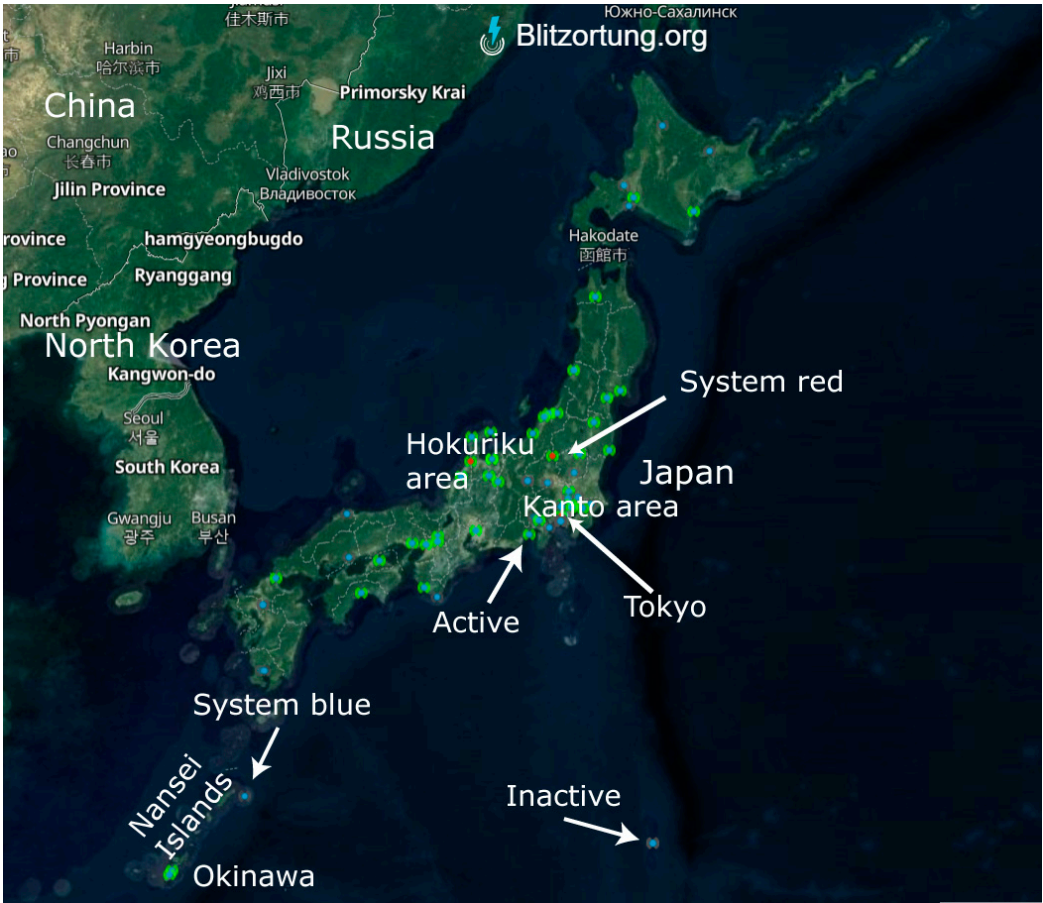 佳木斯市
Южно-Сахалинск
Blitzortung.org
Harbin
哈尔滨市
市
Jixi
鸡西市
Primorsky Krai
China
Russia
Changchun
长春市
ao
Vladivostok
Владивосток
Jilin Province
rovince
hamgyeongbugdo
Hakodate
函館市
Province
Ryanggang
North Pyongan
North Korea
Kangwon-do
System red
Seoul
서울
Hokuriku
area
South Korea
Japan
Kanto area
Gwangju
광주
Busan
부산
Active
Tokyo
System blue
Nansei
Islands
Inactive
Okinawa